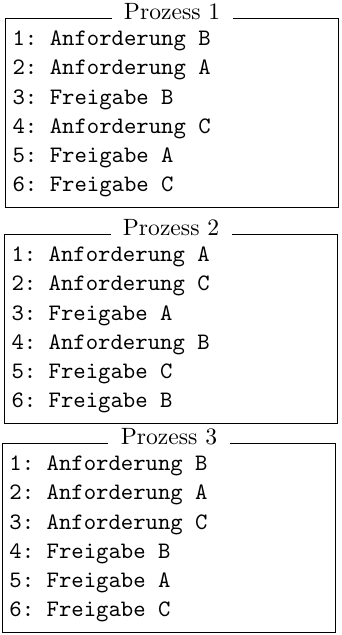 Prozess 1
1: Anforderung B
2: Anforderung A
3: Freigabe B
4: Anforderung C
5: Freigabe A
6: Freigabe C
Prozess 2
1: Anforderung A
2: Anforderung C
3: Freigabe A
4: Anforderung B
5: Freigabe C
6: Freigabe B
Prozess 3
1: Anforderung B
2: Anforderung A
3: Anforderung C
4: Freigabe B
5: Freigabe A
6: Freigabe C